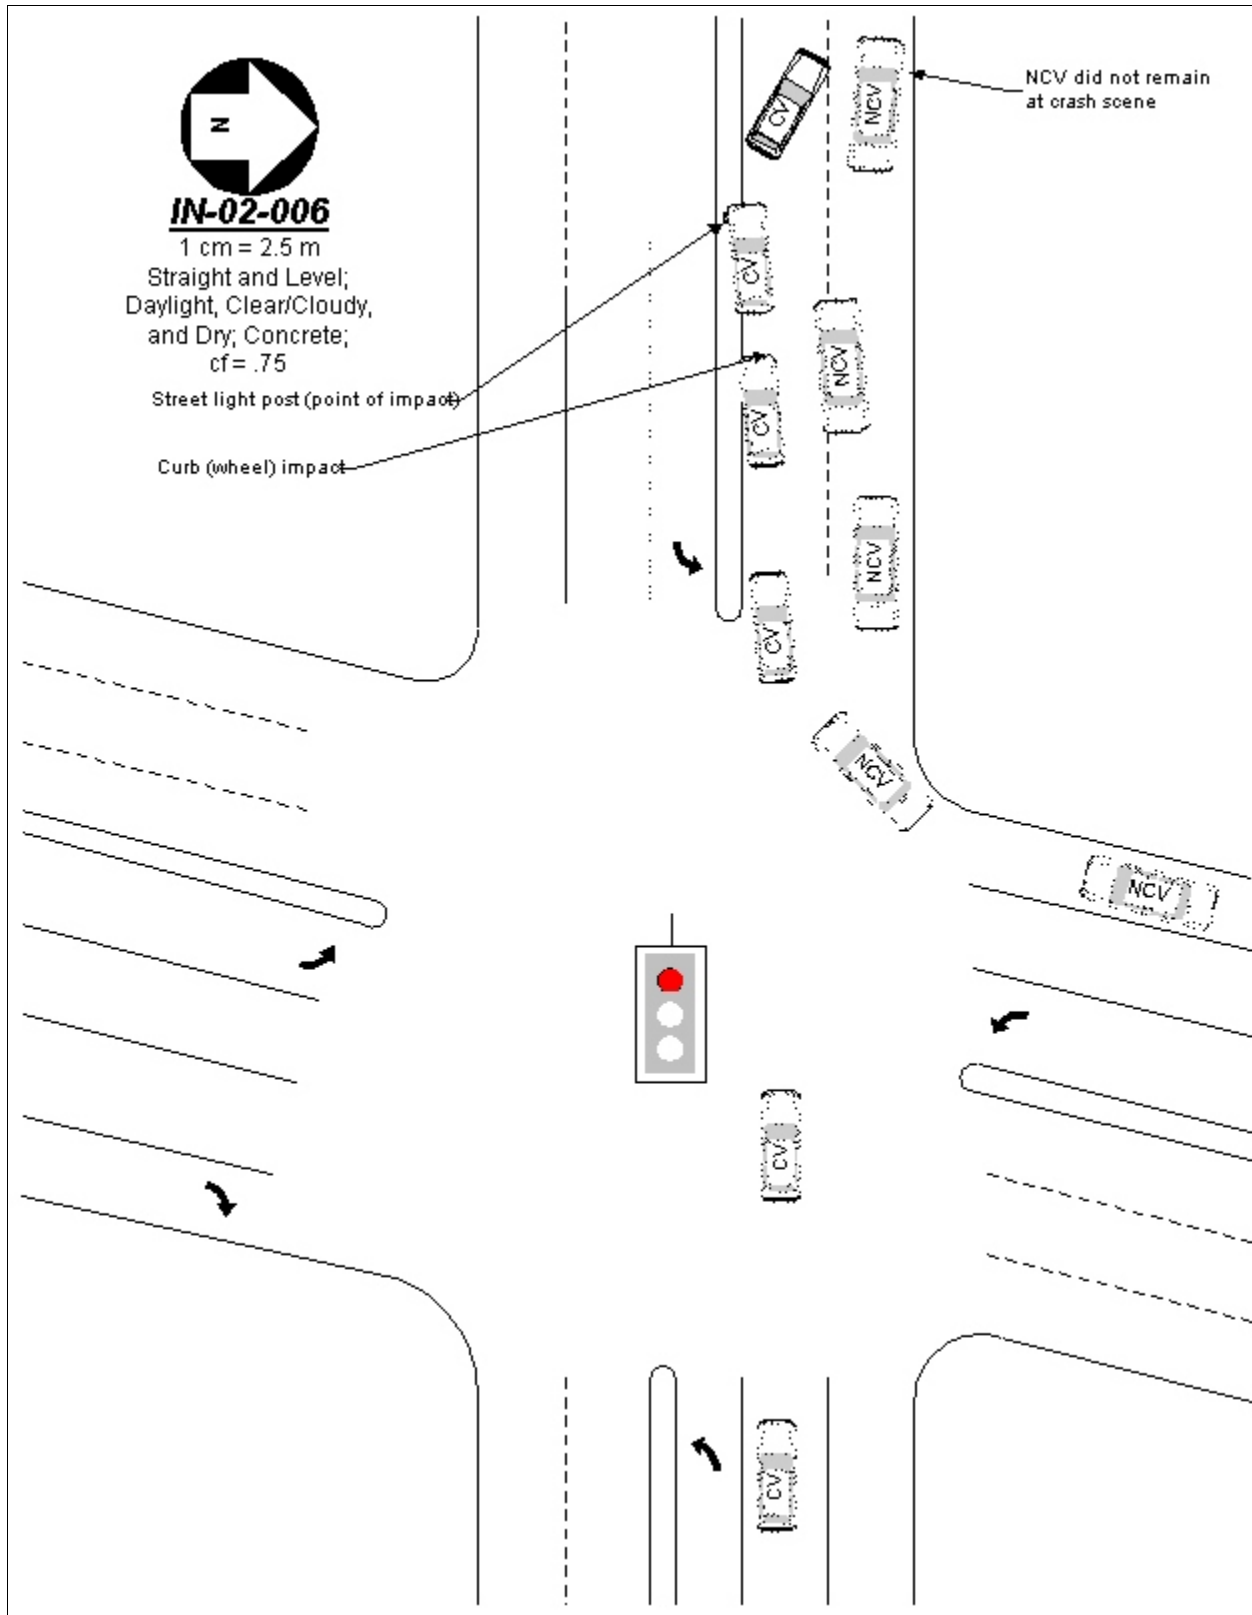 N
IN-02-006
1 cm = 2.5 m
Straight and Level;
Daylight, Clear/Cloudy,
and Dry; Concrete;
cf = .75
Street light post (point of impact)
Curb (wheel) impact
NCV did not remain
at crash scene
CV
NCV
CV
CV
NCV
NCV
CV
NCV
NCV
CV
CV